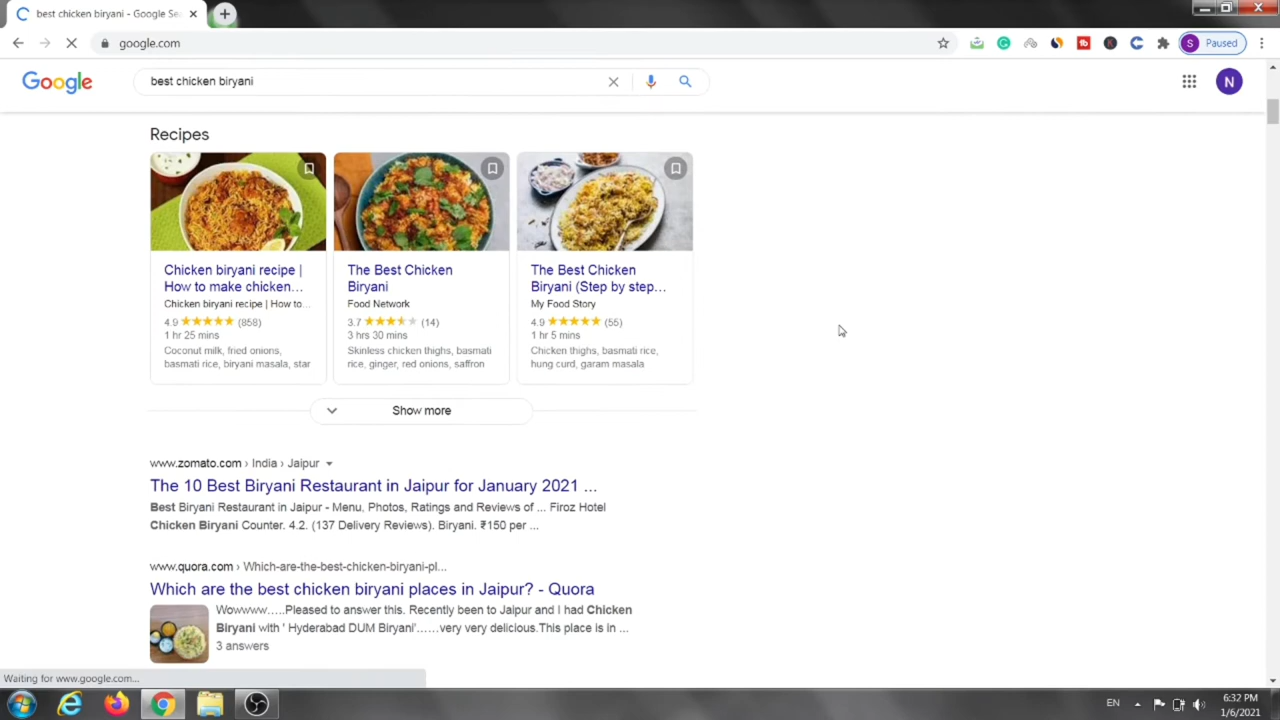 best chicken biryani - Google Se
google.com
S Paused
Google
best chicken biryani
N
Recipes
Chicken biryani recipe |
How to make chicken...
Chicken biryani recipe | How to...
4.9 ★★★★★ (858)
1 hr 25 mins
Coconut milk, fried onions,
basmati rice, biryani masala, star
The Best Chicken
Biryani
Food Network
3.7 ★★★★★ (14)
3 hrs 30 mins
Skinless chicken thighs, basmati
rice, ginger, red onions, saffron
The Best Chicken
Biryani (Step by step...
My Food Story
4.9 ★★★★★ (55)
1 hr 5 mins
Chicken thighs, basmati rice,
hung curd, garam masala
Show more
www.zomato.com › India › Jaipur
The 10 Best Biryani Restaurant in Jaipur for January 2021 ...
Best Biryani Restaurant in Jaipur - Menu, Photos, Ratings and Reviews of ... Firoz Hotel
Chicken Biryani Counter. 4.2. (137 Delivery Reviews). Biryani. ₹150 per ...
www.quora.com › Which-are-the-best-chicken-biryani-pl...
Which are the best chicken biryani places in Jaipur? - Quora
Wowwww.....Pleased to answer this. Recently been to Jaipur and I had Chicken
Biryani with ' Hyderabad DUM Biryani'......very very delicious.This place is in ...
3 answers
Waiting for www.google.com...
EN
6:32 PM
1/6/2021